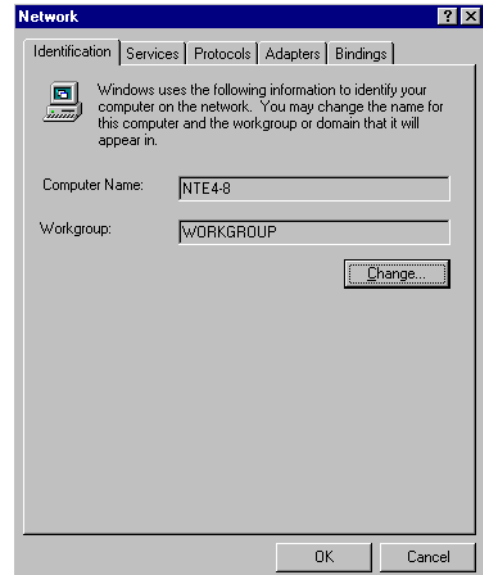 Network
Identification Services Protocols Adapters Bindings
Windows uses the following information to identify your
computer on the network. You may change the name for
this computer and the workgroup or domain that it will
appear in.
Computer Name: NTE4-8
Workgroup: WORKGROUP
Change...
OK Cancel